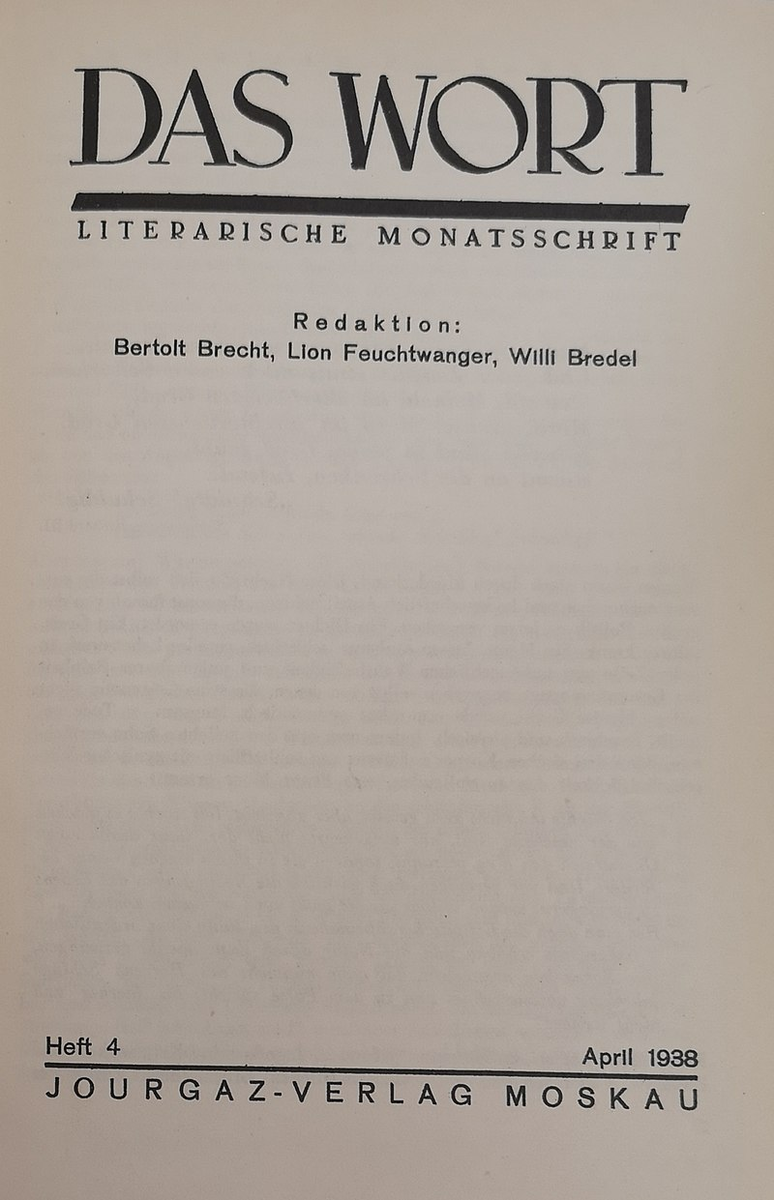 DAS WORT
LITERARISCHE MONATSSCHRIFT
Redaktion:
Bertolt Brecht, Lion Feuchtwanger, Willi Bredel
Heft 4
April 1938
JOURGAZ-VERLAG MOSKAU